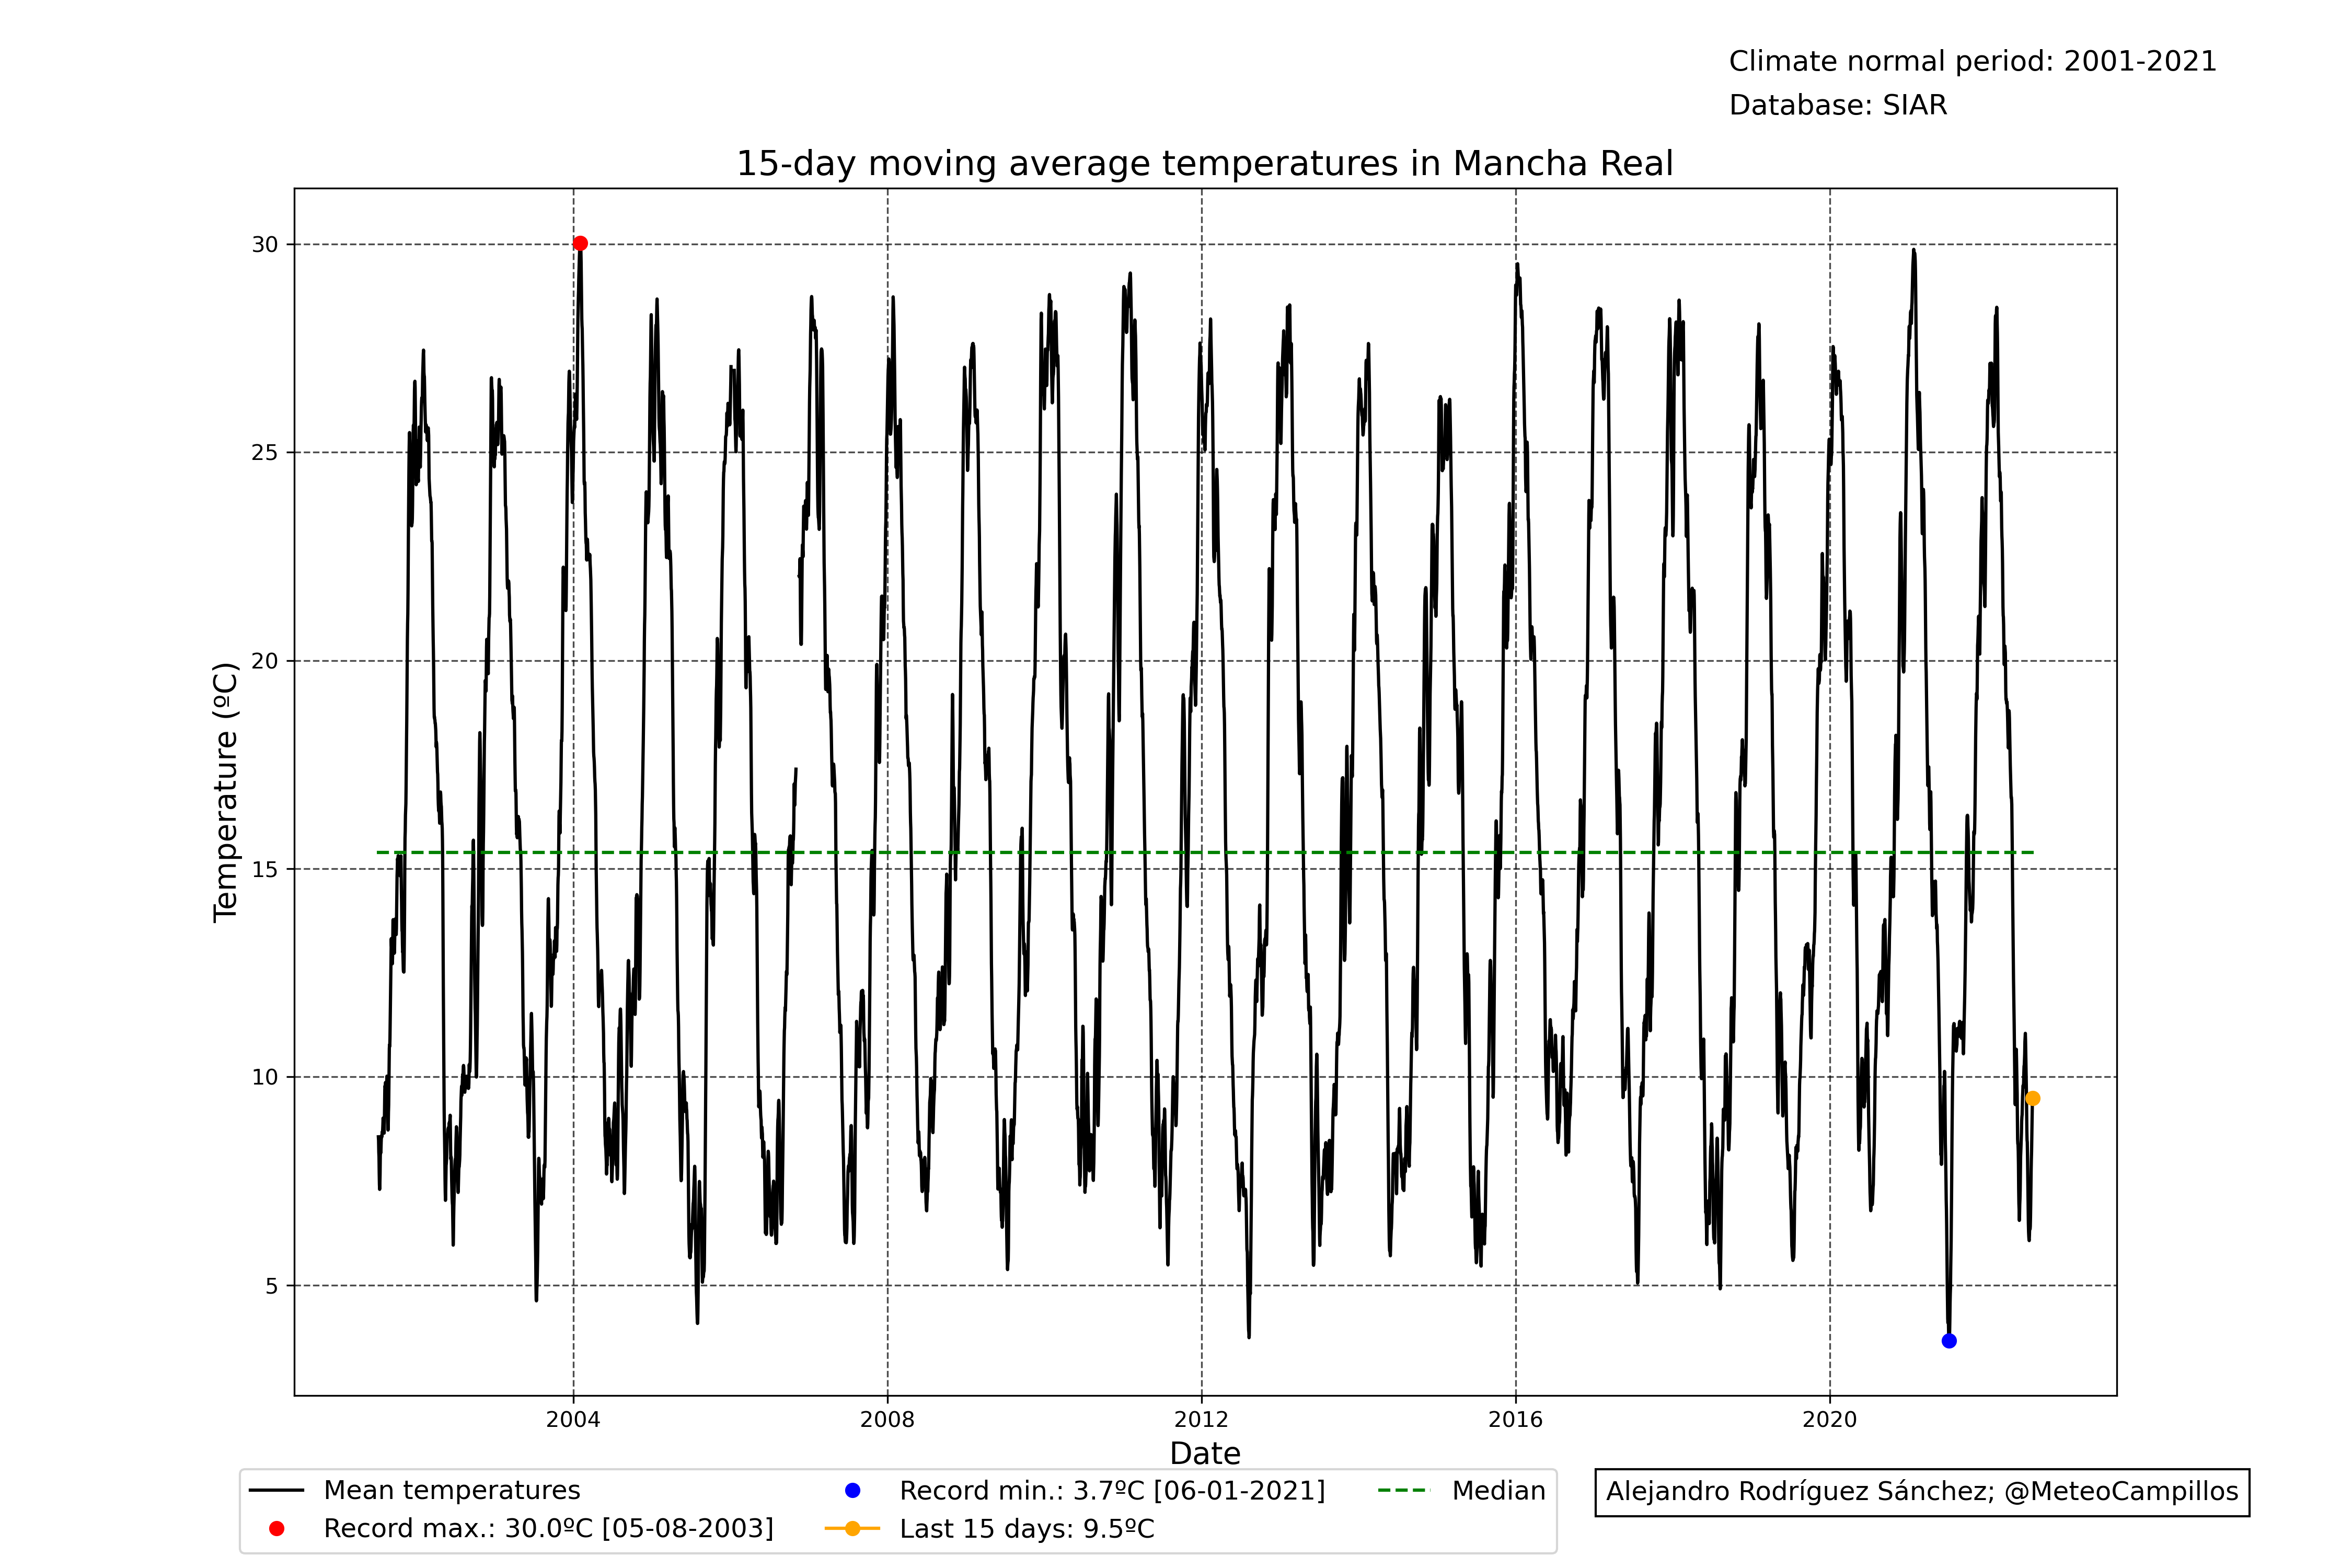 Climate normal period: 2001-2021
Database: SIAR
15-day moving average temperatures in Mancha Real
30
25
20
15
10
5
Temperature (ºC)
2004 2008 2012 2016 2020
Date
Mean temperatures
Record max.: 30.0ºC [05-08-2003]
Record min.: 3.7ºC [06-01-2021]
Last 15 days: 9.5ºC
Median
Alejandro Rodríguez Sánchez; @MeteoCampillos